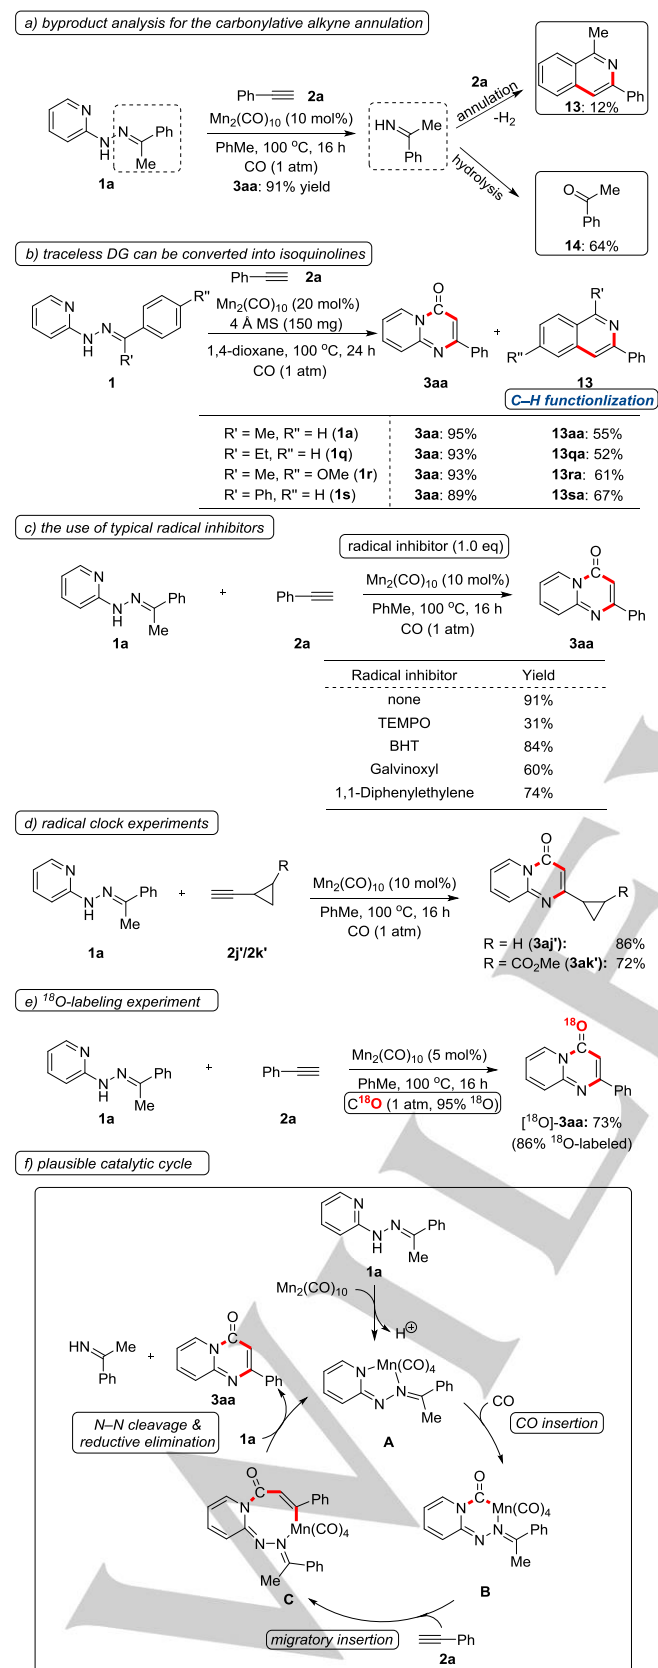 a) byproduct analysis for the carbonylative alkyne annulation
Ph 2a
Mn2(CO)10 (10 mol%)
PhMe, 100 oC, 16 h
CO (1 atm)
3aa: 91% yield
N
N
H
N
Ph
Me
1a
HN
Me
Ph
2a
annulation
-H2
hydrolysis
Me
N
Ph
13: 12%
O
Me
Ph
14: 64%
b) traceless DG can be converted into isoquinolines
Ph 2a
Mn2(CO)10 (20 mol%)
4 Å MS (150 mg)
1,4-dioxane, 100 oC, 24 h
CO (1 atm)
N
N
H
N
R'
R"
1
O
N
N
Ph
3aa
+
R'
N
R"
Ph
13
C–H functionlization
R' = Me, R" = H (1a) 3aa: 95% 13aa: 55%
R' = Et, R" = H (1q) 3aa: 93% 13qa: 52%
R' = Me, R" = OMe (1r) 3aa: 93% 13ra: 61%
R' = Ph, R" = H (1s) 3aa: 89% 13sa: 67%
c) the use of typical radical inhibitors
radical inhibitor (1.0 eq)
Mn2(CO)10 (10 mol%)
PhMe, 100 oC, 16 h
CO (1 atm)
N
N
H
N
Ph
Me
1a
+
Ph
2a
O
N
N
Ph
3aa
Radical inhibitor Yield
none 91%
TEMPO 31%
BHT 84%
Galvinoxyl 60%
1,1-Diphenylethylene 74%
d) radical clock experiments
N
N
H
N
Ph
Me
1a
+
R
2j'/2k'
Mn2(CO)10 (10 mol%)
PhMe, 100 oC, 16 h
CO (1 atm)
O
N
N
R
R = H (3aj'): 86%
R = CO2Me (3ak'): 72%
e) 18O-labeling experiment
N
N
H
N
Ph
Me
1a
+
Ph
2a
Mn2(CO)10 (5 mol%)
PhMe, 100 oC, 16 h
C18O (1 atm, 95% 18O)
18O
C
N
N
Ph
[18O]-3aa: 73%
(86% 18O-labeled)
f) plausible catalytic cycle
N
N
H
N
Ph
Me
1a
Mn2(CO)10
H+
HN
Me
Ph
+
O
C
N
N
Ph
3aa
N
Mn(CO)4
N
N
Ph
Me
A
CO
CO insertion
N–N cleavage &
reductive elimination
1a
O
C
N
Ph
Mn(CO)4
N
N
Ph
Me
C
O
C
N
Mn(CO)4
N
N
Ph
Me
B
migratory insertion
Ph
2a
WILEY